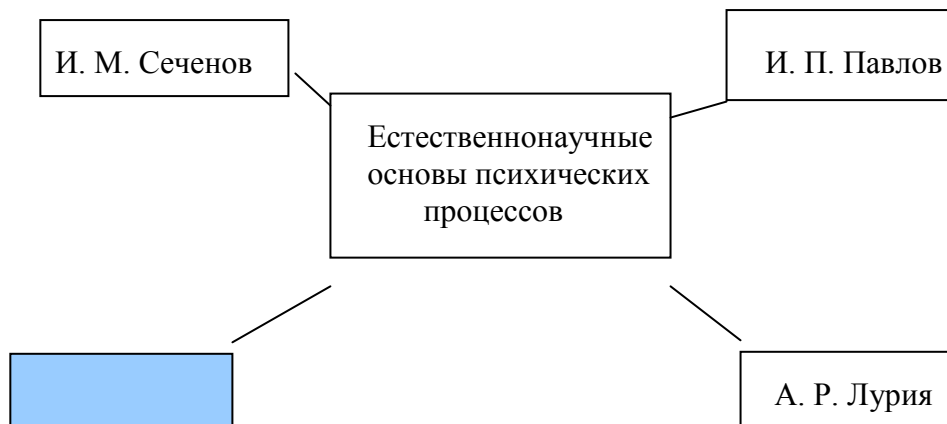 И. М. Сеченов
И. П. Павлов
Естественнонаучные
основы психических
процессов
А. Р. Лурия